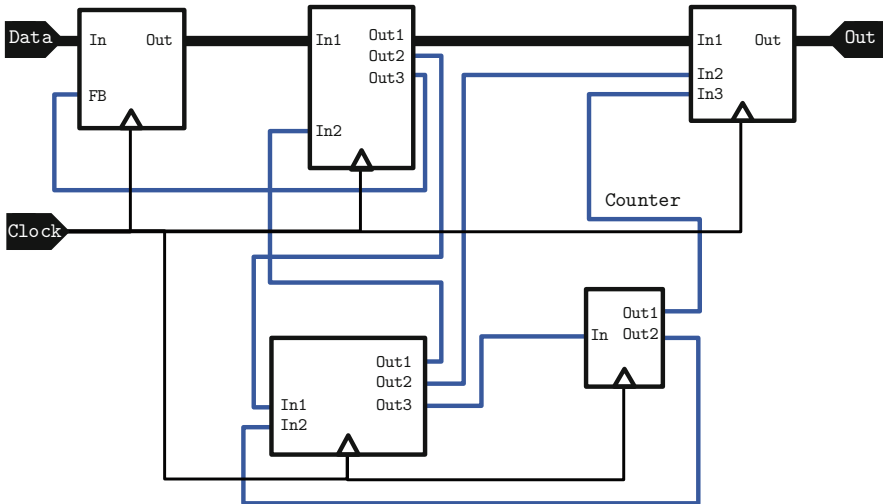 Data
In
Out
FB
In1
Out1
Out2
Out3
In2
In1
Out
In2
In3
Out
Counter
Clock
Out1
In
Out2
Out1
Out2
In1
Out3
In2